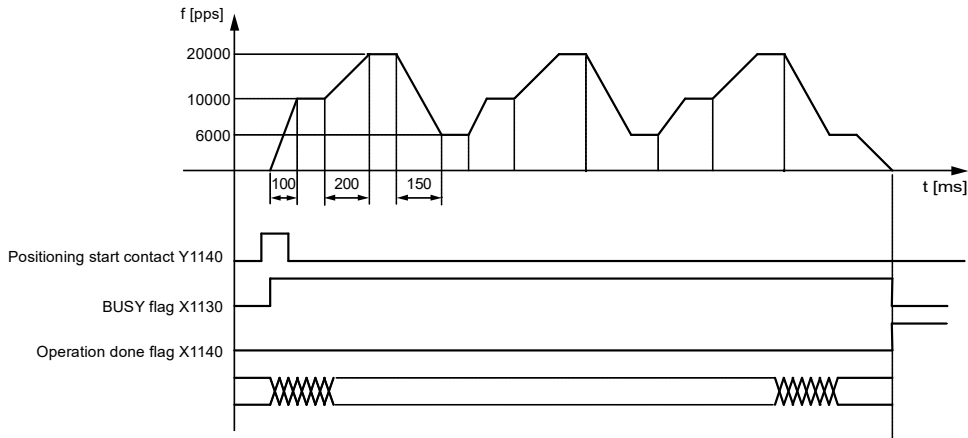 f [pps]
20000
10000
6000
100
200
150
t [ms]
Positioning start contact Y1140
BUSY flag X1130
Operation done flag X1140